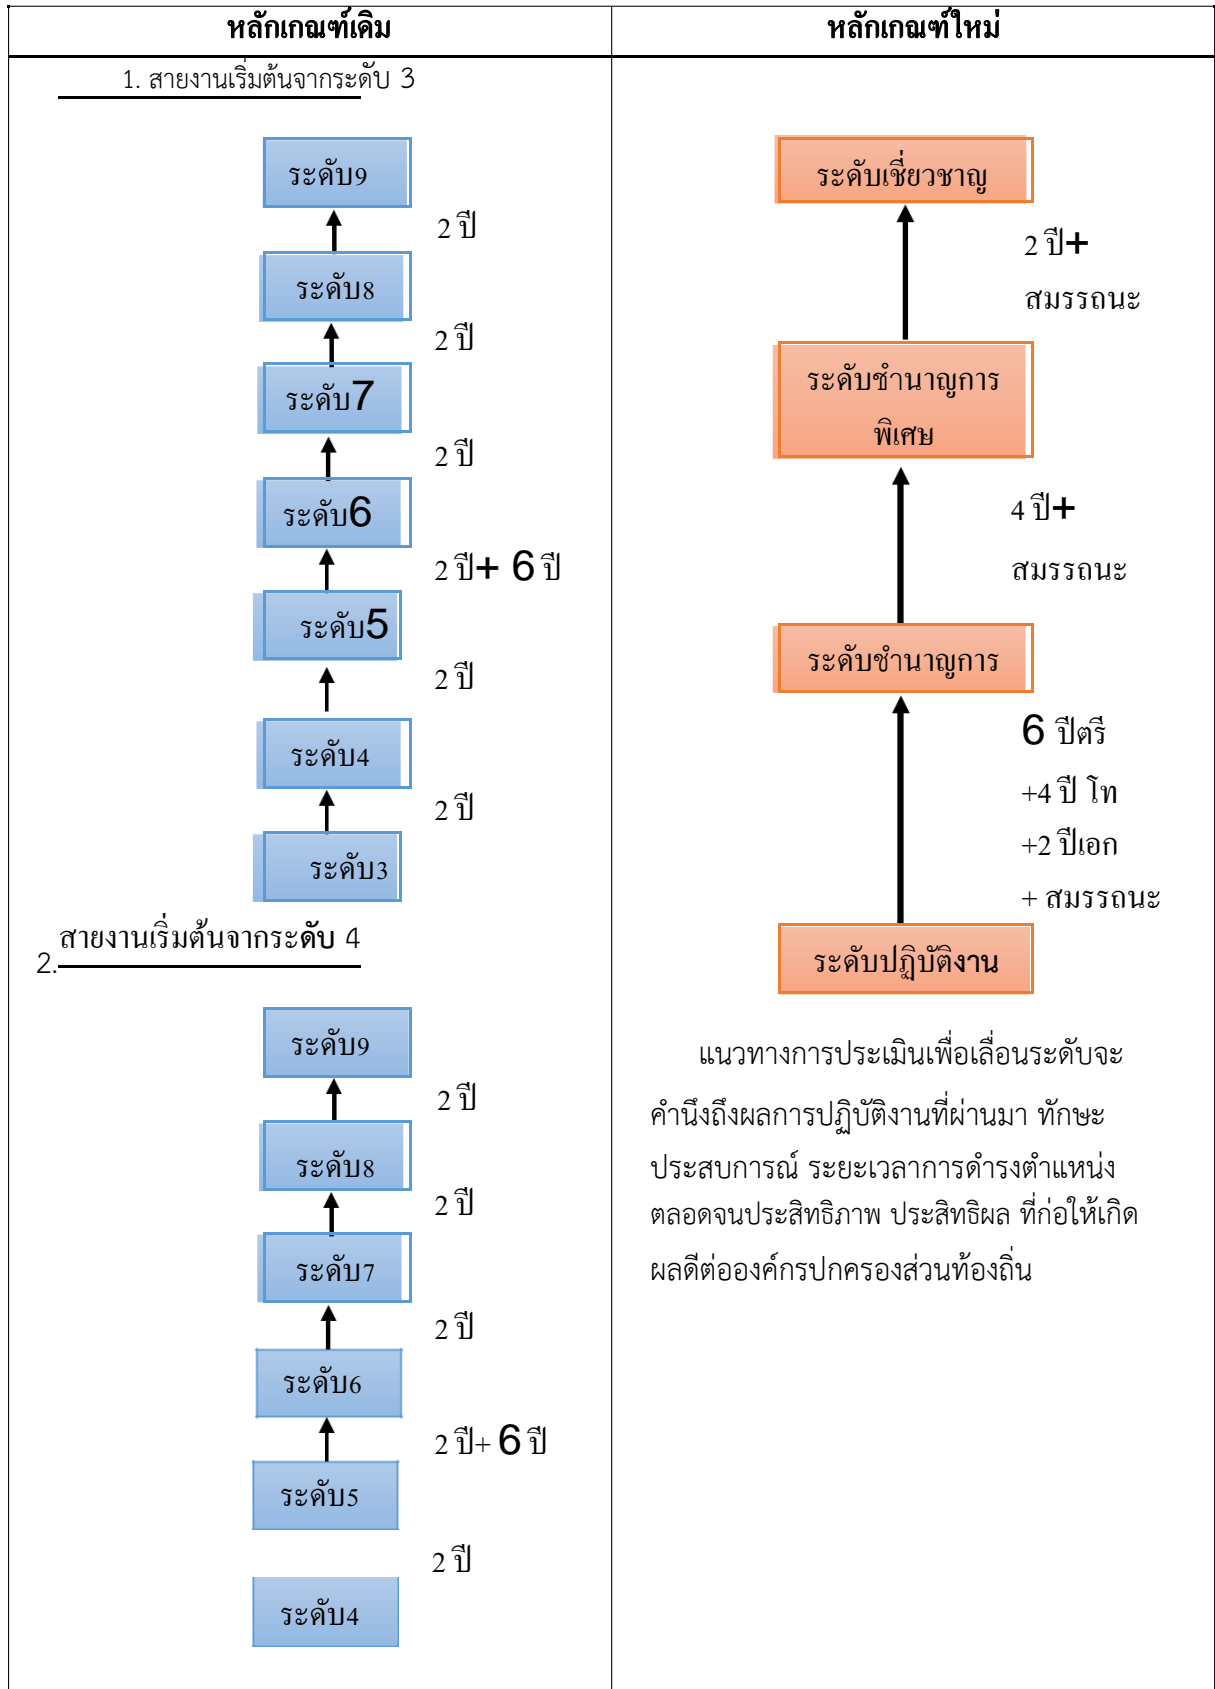 หลักเกณฑ์เดิม
1. สายงานเริ่มต้นจากระดับ 3
ระดับ9
2 ปี
ระดับ8
2 ปี
ระดับ7
2 ปี
ระดับ6
2 ปี+ 6 ปี
ระดับ5
2 ปี
ระดับ4
2 ปี
ระดับ3
2. สายงานเริ่มต้นจากระดับ 4
ระดับ9
2 ปี
ระดับ8
2 ปี
ระดับ7
2 ปี
ระดับ6
2 ปี+ 6 ปี
ระดับ5
2 ปี
ระดับ4
หลักเกณฑ์ใหม่
ระดับเชี่ยวชาญ
2 ปี+
สมรรถนะ
ระดับชำนาญการ
พิเศษ
4 ปี+
สมรรถนะ
ระดับชำนาญการ
6 ปีตรี
+4 ปี โท
+2 ปีเอก
+ สมรรถนะ
ระดับปฏิบัติงาน
แนวทางการประเมินเพื่อเลื่อนระดับจะ
คำนึงถึงผลการปฏิบัติงานที่ผ่านมา ทักษะ
ประสบการณ์ ระยะเวลาการดำรงตำแหน่ง
ตลอดจนประสิทธิภาพ ประสิทธิผล ที่ก่อให้เกิด
ผลดีต่อองค์กรปกครองส่วนท้องถิ่น